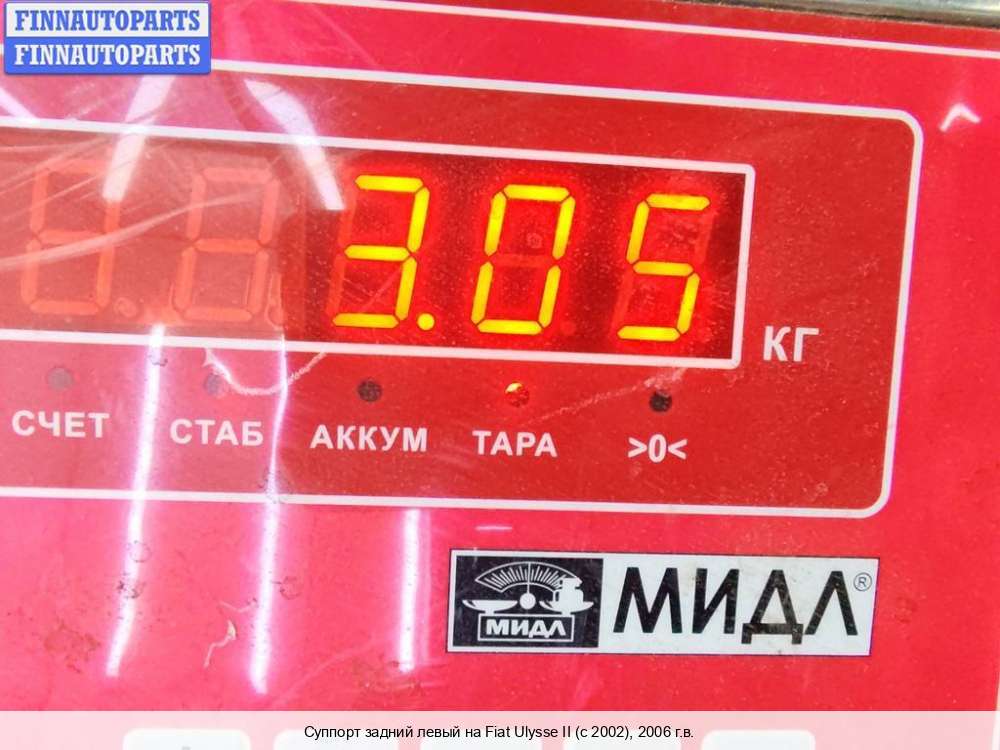 FINNAUTOPARTS
FINNAUTOPARTS
3.05
КГ
СЧЕТ СТАБ АККУМ ТАРА >0<
МИДЛ МИДЛ®
Суппорт задний левый на Fiat Ulysse II (с 2002), 2006 г.в.